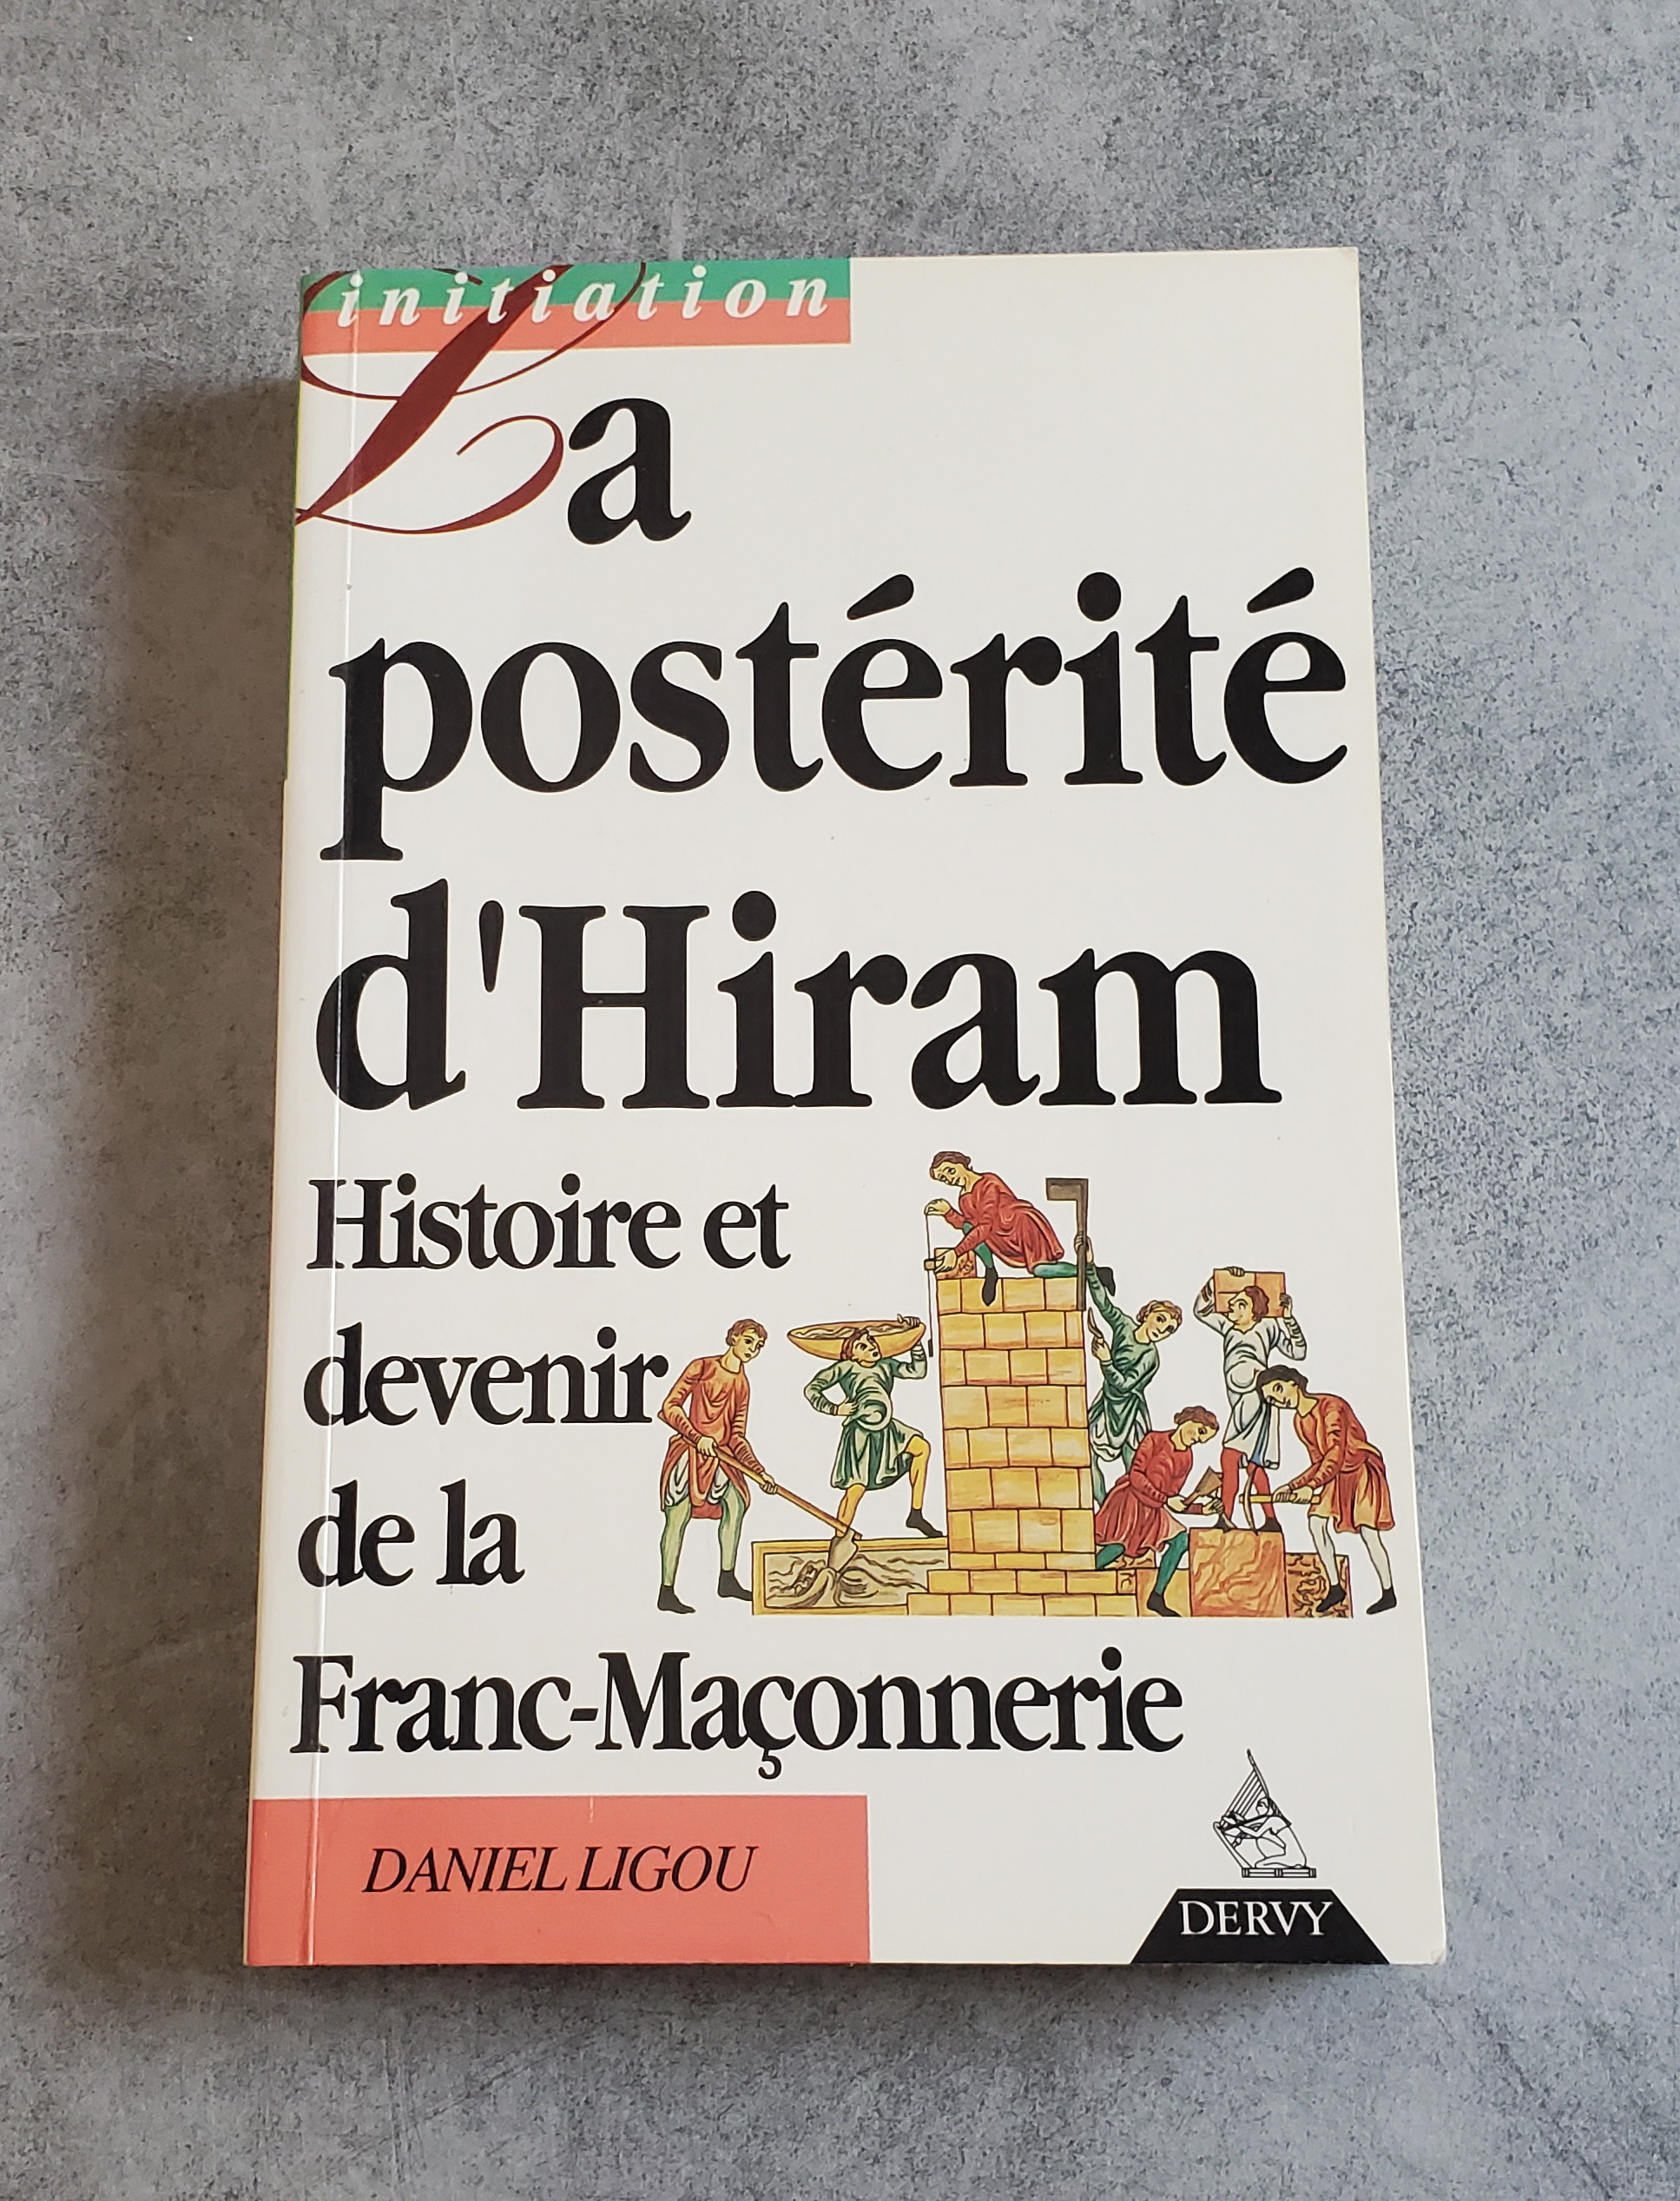 initiation
La
postérité
d'Hiram
Histoire et
devenir
de la
Franc-Maçonnerie
DANIEL LIGOU
DERVY